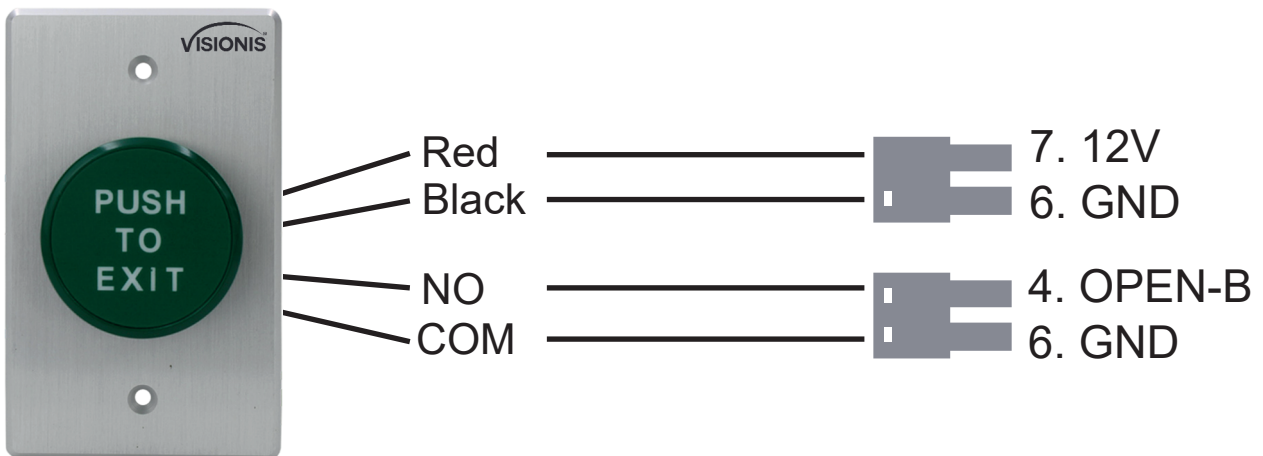 VISIONIS
PUSH
TO
EXIT
Red
Black
NO
COM
7. 12V
6. GND
4. OPEN-B
6. GND